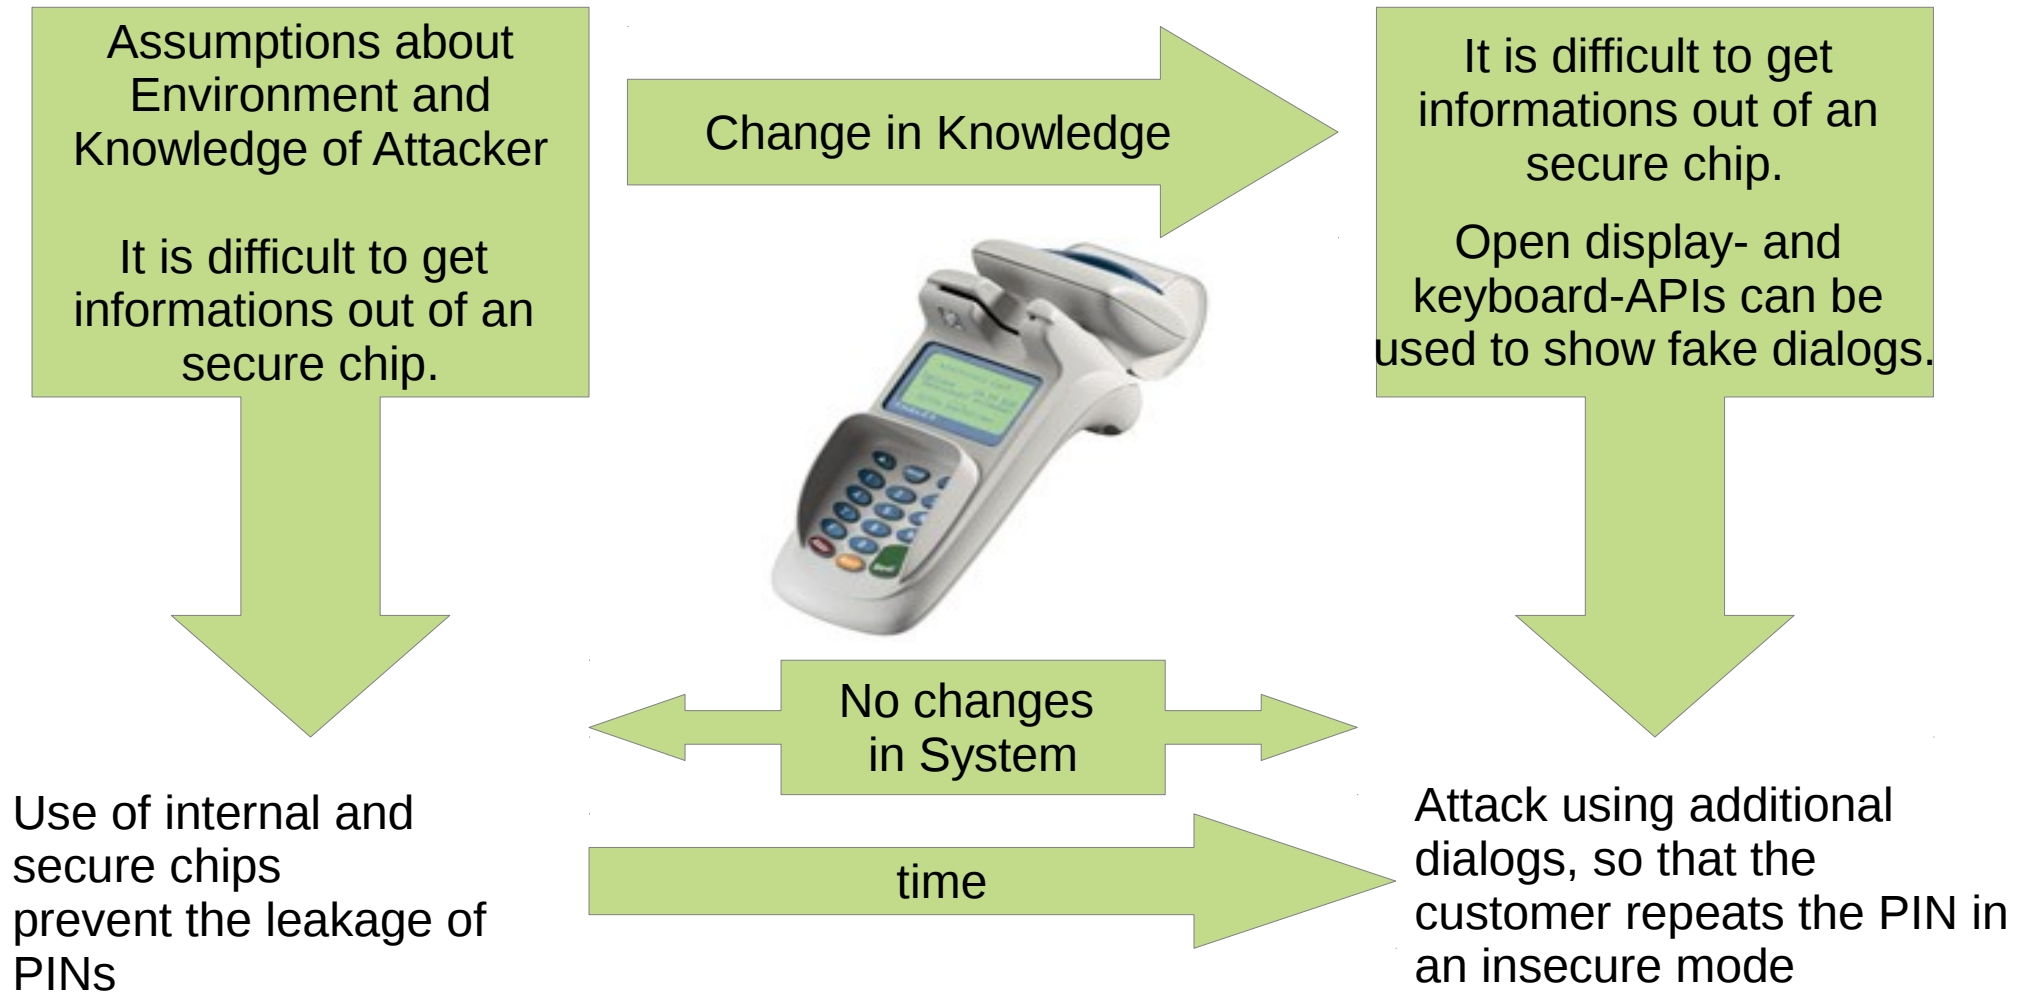 Assumptions about
Environment and
Knowledge of Attacker
It is difficult to get
informations out of an
secure chip.
Change in Knowledge
It is difficult to get
informations out of an
secure chip.
Open display- and
keyboard-APIs can be
used to show fake dialogs.
No changes
in System
Use of internal and
secure chips
prevent the leakage of
PINs
time
Attack using additional
dialogs, so that the
customer repeats the PIN in
an insecure mode